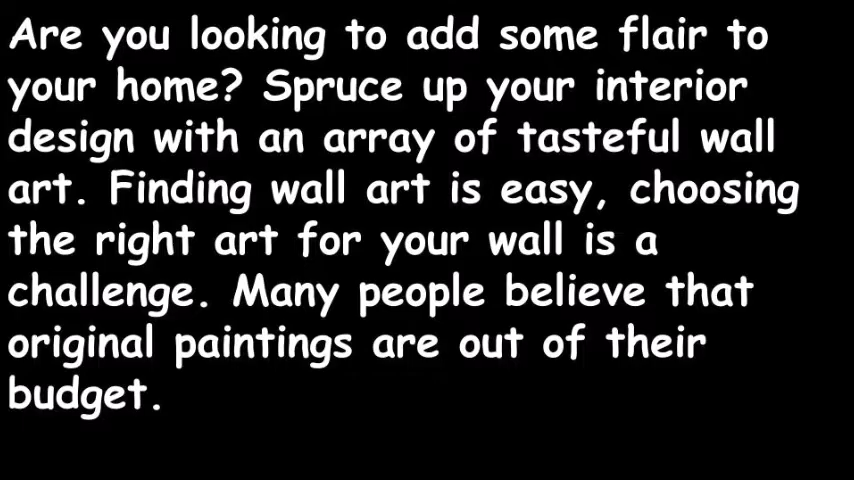 Are you looking to add some flair to
your home? Spruce up your interior
design with an array of tasteful wall
art. Finding wall art is easy, choosing
the right art for your wall is a
challenge. Many people believe that
original paintings are out of their
budget.